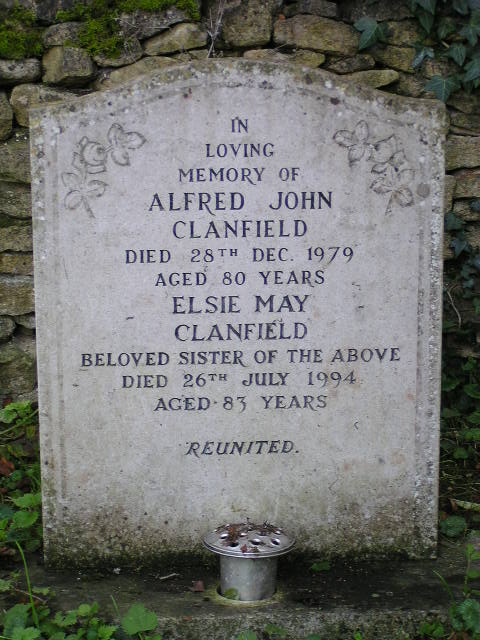 IN
LOVING
MEMORY OF
ALFRED JOHN
CLANFIELD
DIED 28TH DEC. 1979
AGED 80 YEARS
ELSIE MAY
CLANFIELD
BELOVED SISTER OF THE ABOVE
DIED 26TH JULY 1994
AGED 83 YEARS
REUNITED.